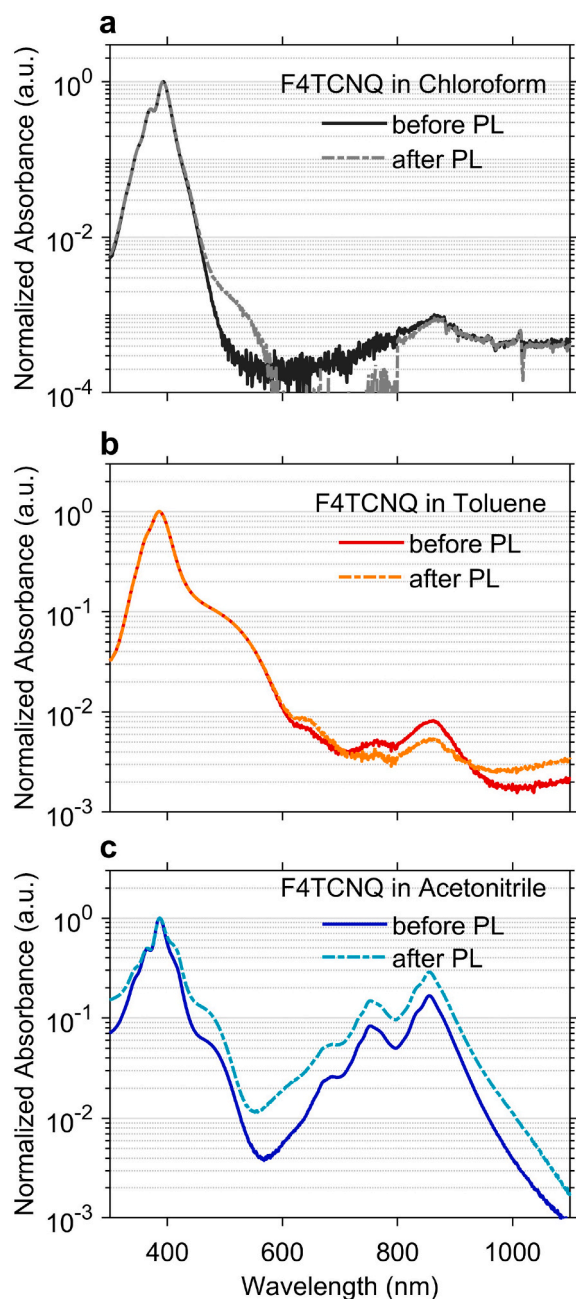 a
Normalized Absorbance (a.u.)
10^0
10^-2
10^-4
F4TCNQ in Chloroform
before PL
after PL
b
Normalized Absorbance (a.u.)
10^0
10^-1
10^-2
10^-3
F4TCNQ in Toluene
before PL
after PL
c
Normalized Absorbance (a.u.)
10^0
10^-1
10^-2
10^-3
F4TCNQ in Acetonitrile
before PL
after PL
400 600 800 1000
Wavelength (nm)